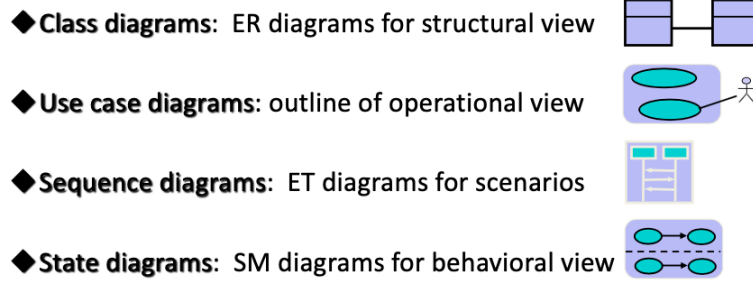 ◆Class diagrams: ER diagrams for structural view
◆Use case diagrams: outline of operational view
◆Sequence diagrams: ET diagrams for scenarios
◆State diagrams: SM diagrams for behavioral view